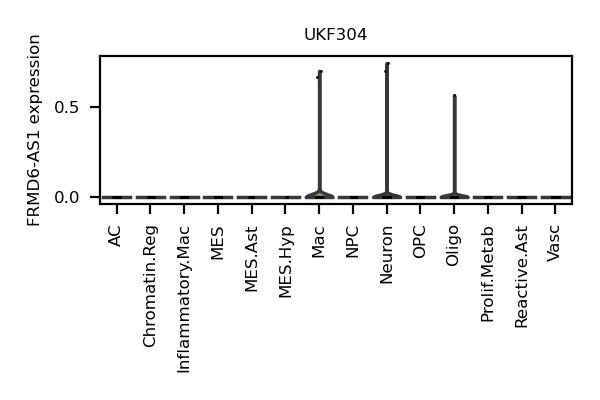 UKF304
FRMD6-AS1 expression
0.5
0.0
AC
Chromatin.Reg
Inflammatory.Mac
MES
MES.Ast
MES.Hyp
Mac
NPC
Neuron
OPC
Oligo
Prolif.Metab
Reactive.Ast
Vasc